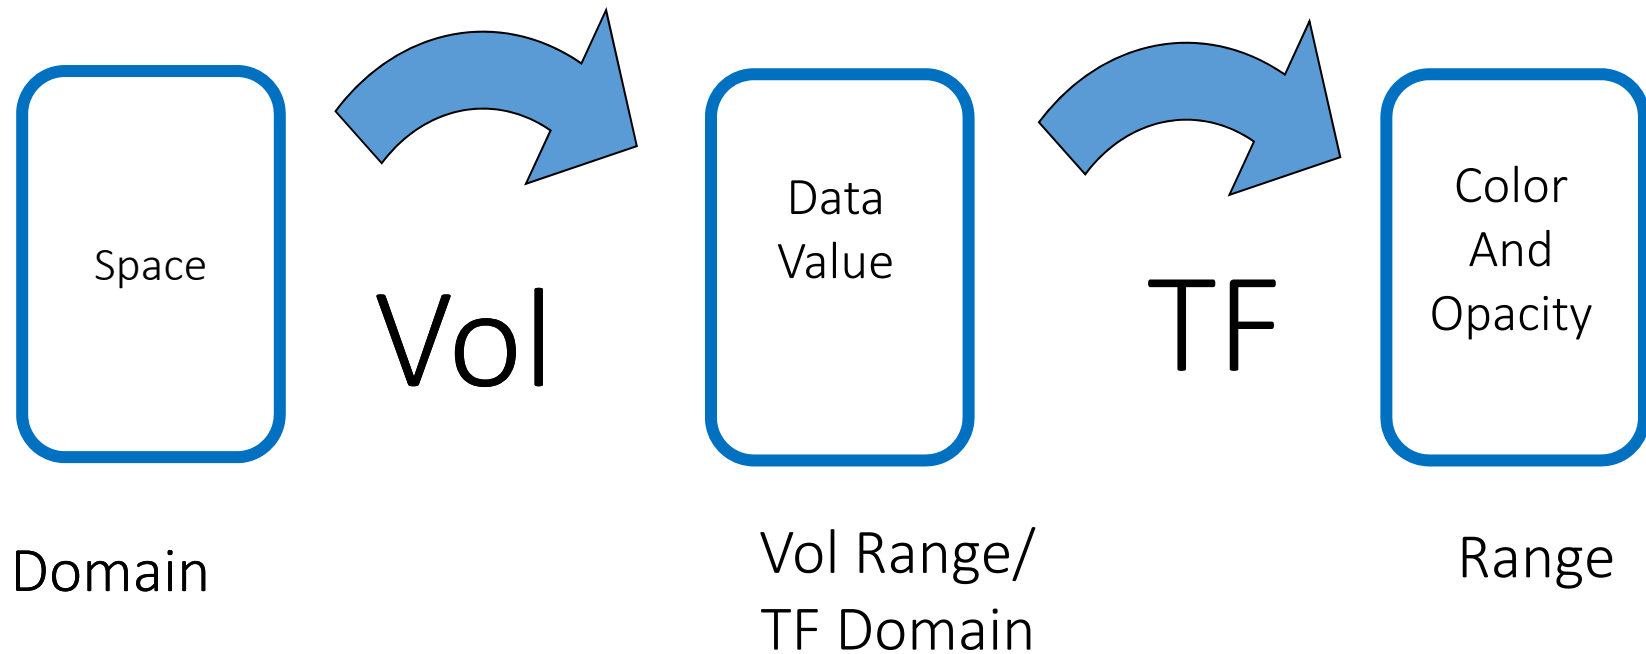 Space
Vol
Data
Value
TF
Color
And
Opacity
Domain
Vol Range/
TF Domain
Range